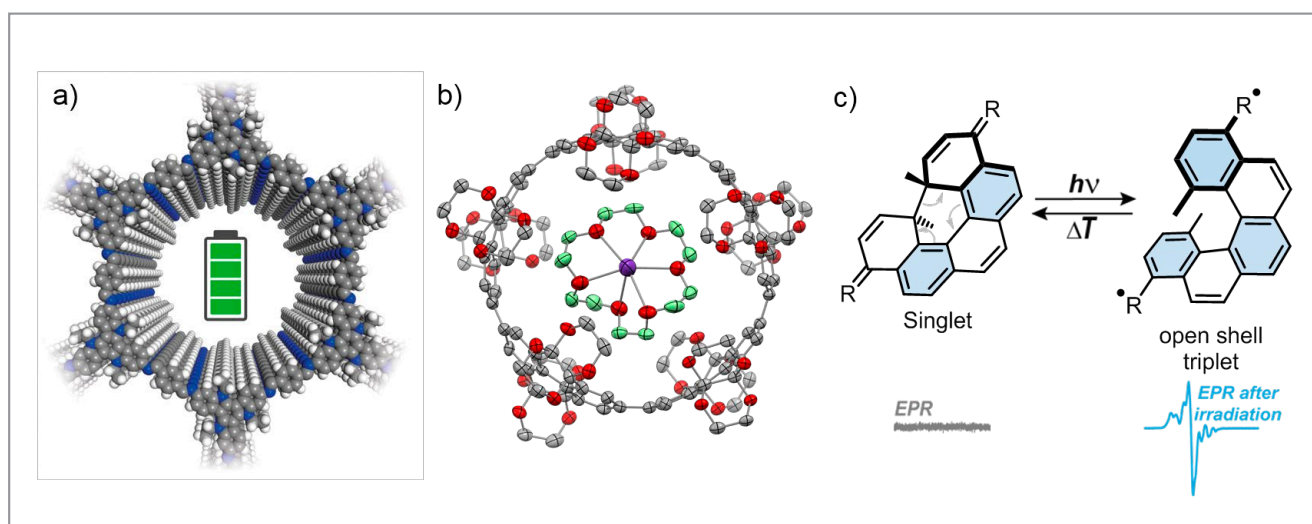 a)
b)
c)
R•
hν
ΔT
R
•R
Singlet
open shell
triplet
EPR
EPR after
irradiation